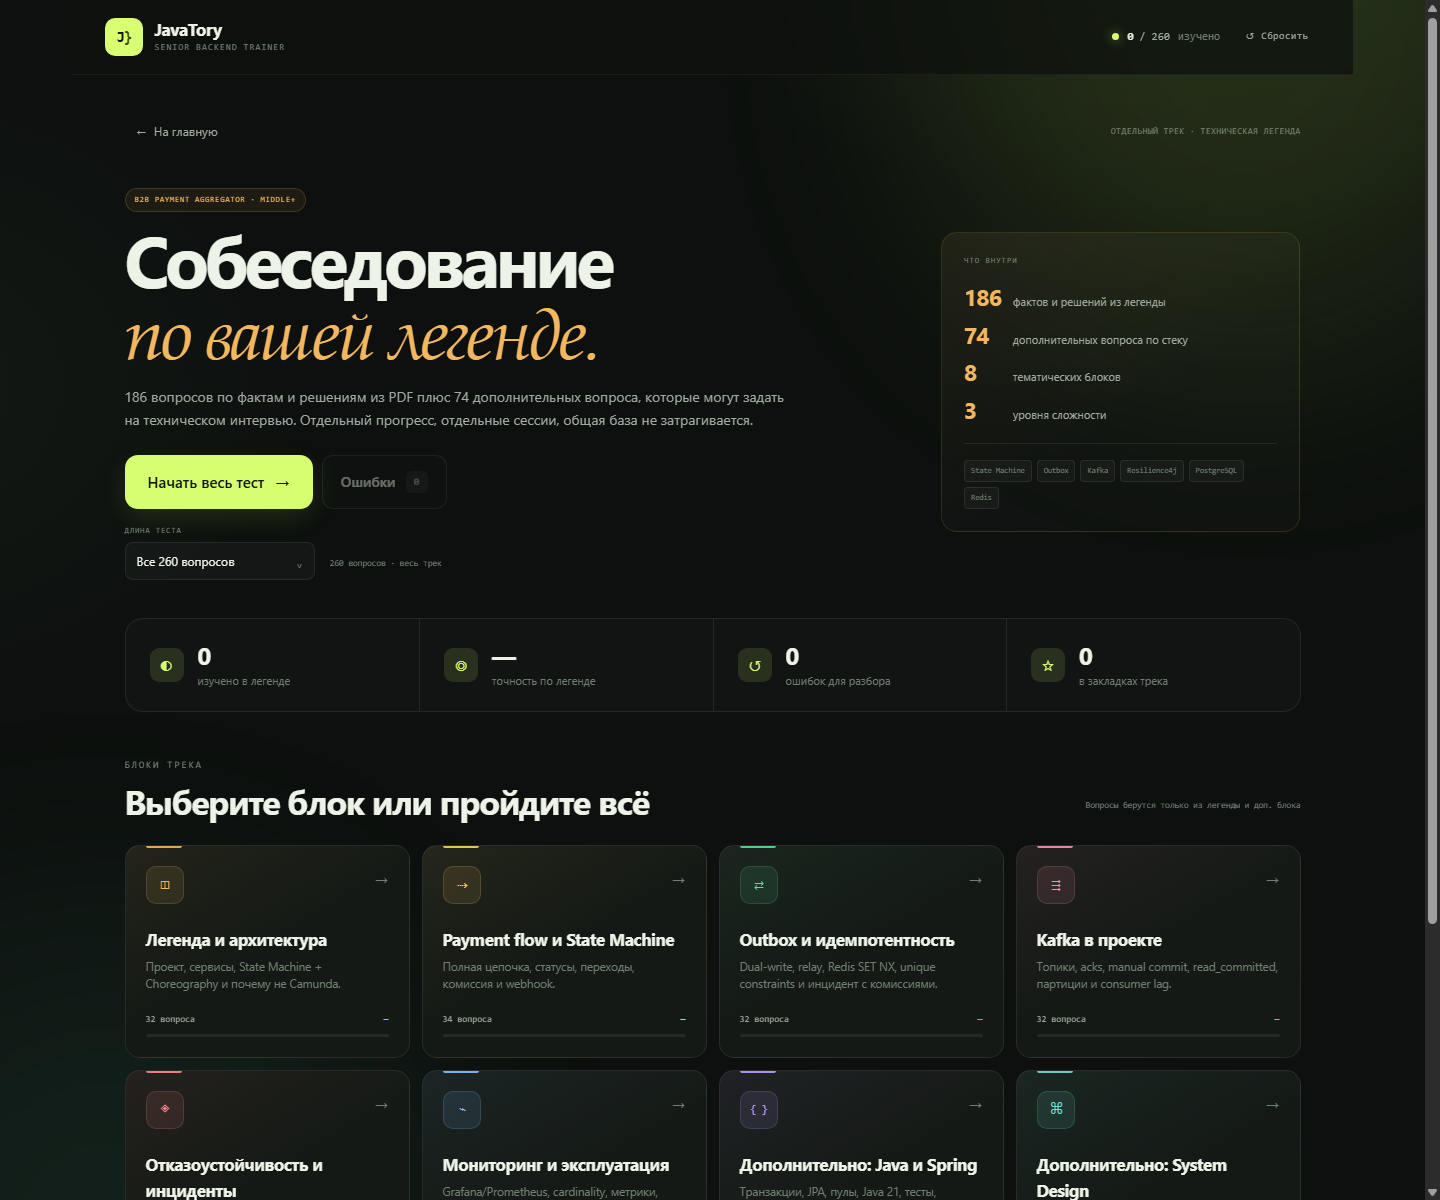 J}
JavaTory
SENIOR BACKEND TRAINER
0 / 260 изучено
↺ Сбросить
← На главную
ОТДЕЛЬНЫЙ ТРЕК · ТЕХНИЧЕСКАЯ ЛЕГЕНДА
B2B PAYMENT AGGREGATOR · MIDDLE+
Собеседование
по вашей легенде.
186 вопросов по фактам и решениям из PDF плюс 74 дополнительных вопроса, которые могут задать
на техническом интервью. Отдельный прогресс, отдельные сессии, общая база не затрагивается.
Начать весь тест →
Ошибки 0
ДЛИНА ТЕСТА
Все 260 вопросов
260 вопросов · весь трек
ЧТО ВНУТРИ
186 фактов и решений из легенды
74 дополнительных вопроса по стеку
8 тематических блоков
3 уровня сложности
State Machine Outbox Kafka Resilience4j PostgreSQL
Redis
0
изучено в легенде
—
точность по легенде
0
ошибок для разбора
0
в закладках трека
БЛОКИ ТРЕКА
Выберите блок или пройдите всё
Вопросы берутся только из легенды и доп. блока
→
Легенда и архитектура
Проект, сервисы, State Machine +
Choreography и почему не Camunda.
32 вопроса —
→
Payment flow и State Machine
Полная цепочка, статусы, переходы,
комиссия и webhook.
34 вопроса —
→
Outbox и идемпотентность
Dual-write, relay, Redis SET NX, unique
constraints и инцидент с комиссиями.
32 вопроса —
→
Kafka в проекте
Топики, acks, manual commit, read_committed,
партиции и consumer lag.
32 вопроса —
→
Отказоустойчивость и
инциденты
→
Мониторинг и эксплуатация
Grafana/Prometheus, cardinality, метрики,
{ } →
Дополнительно: Java и Spring
Транзакции, JPA, пулы, Java 21, тесты,
⌘ →
Дополнительно: System
Design